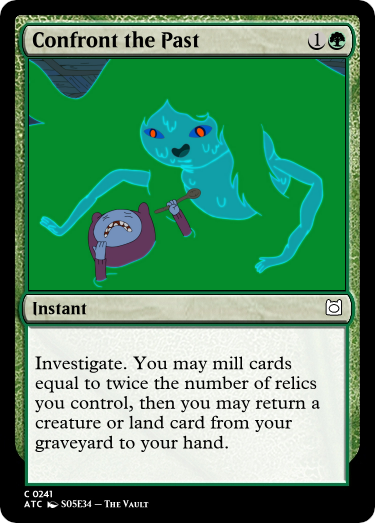 Confront the Past
1
Instant
Investigate. You may mill cards
equal to twice the number of relics
you control, then you may return a
creature or land card from your
graveyard to your hand.
C 0241
ATC S05E34 — The Vault